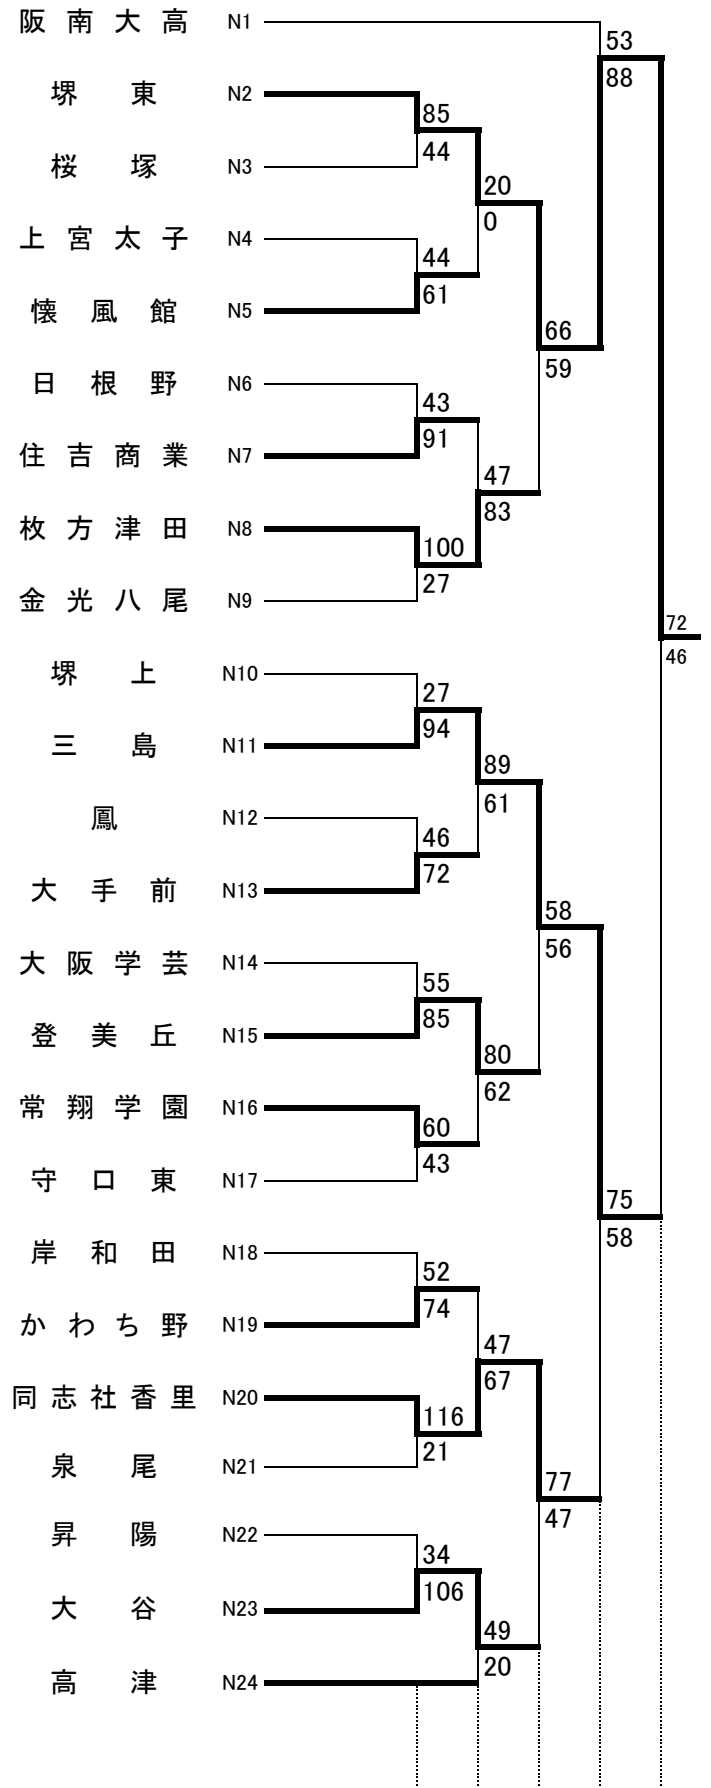 阪南大高 N1
53
88
堺東 N2
85
44
桜塚 N3
20
0
上宮太子 N4
44
61
懐風館 N5
66
59
日根野 N6
43
91
住吉商業 N7
47
83
枚方津田 N8
100
27
金光八尾 N9
72
46
堺上 N10
27
94
三島 N11
89
61
鳳 N12
46
72
大手前 N13
58
56
大阪学芸 N14
55
85
登美丘 N15
80
62
常翔学園 N16
60
43
守口東 N17
75
58
岸和田 N18
52
74
かわち野 N19
47
67
同志社香里 N20
116
21
泉尾 N21
77
47
昇陽 N22
34
106
大谷 N23
49
20
高津 N24